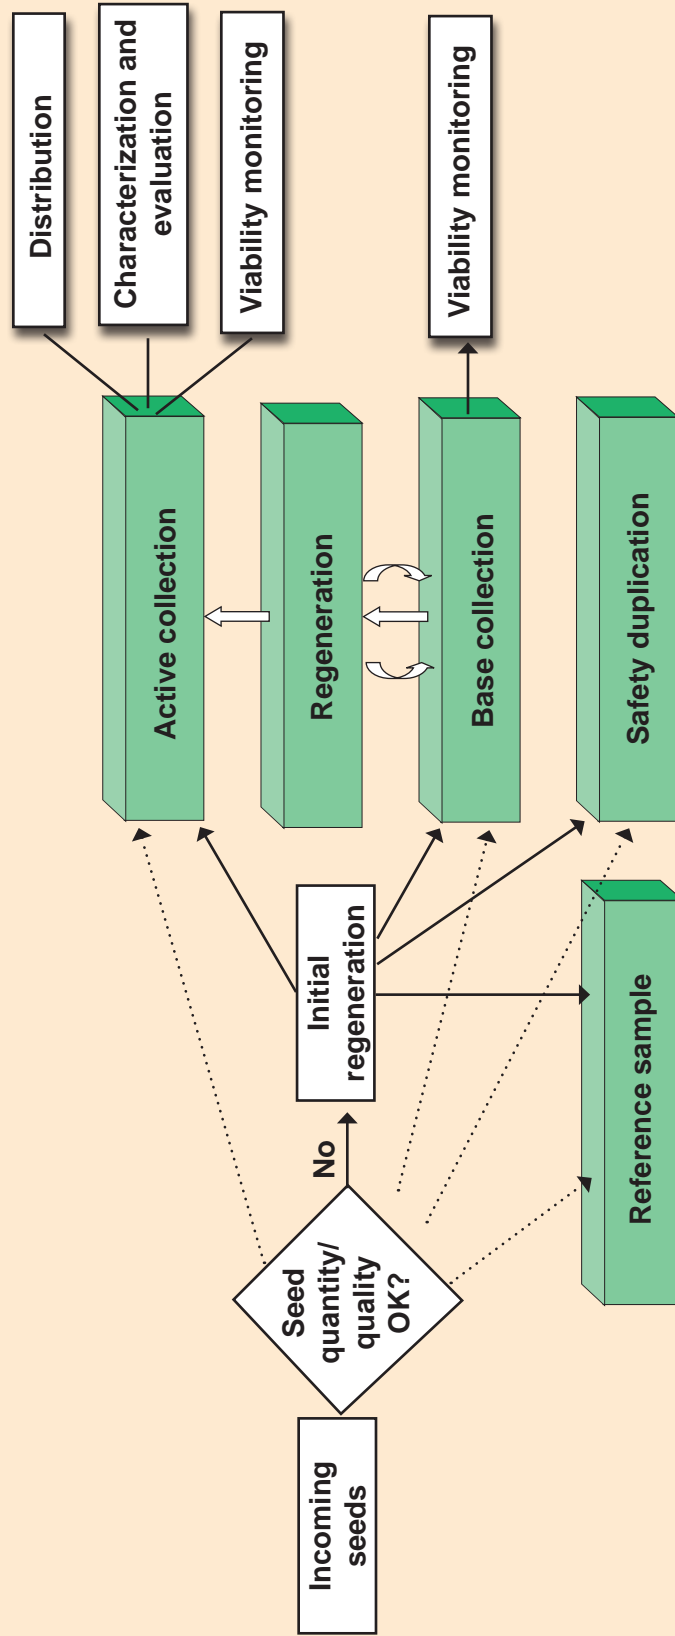 Incoming
seeds
Seed
quantity/
quality
OK?
No
Initial
regeneration
Reference sample
Active collection
Regeneration
Base collection
Safety duplication
Distribution
Characterization and
evaluation
Viability monitoring
Viability monitoring